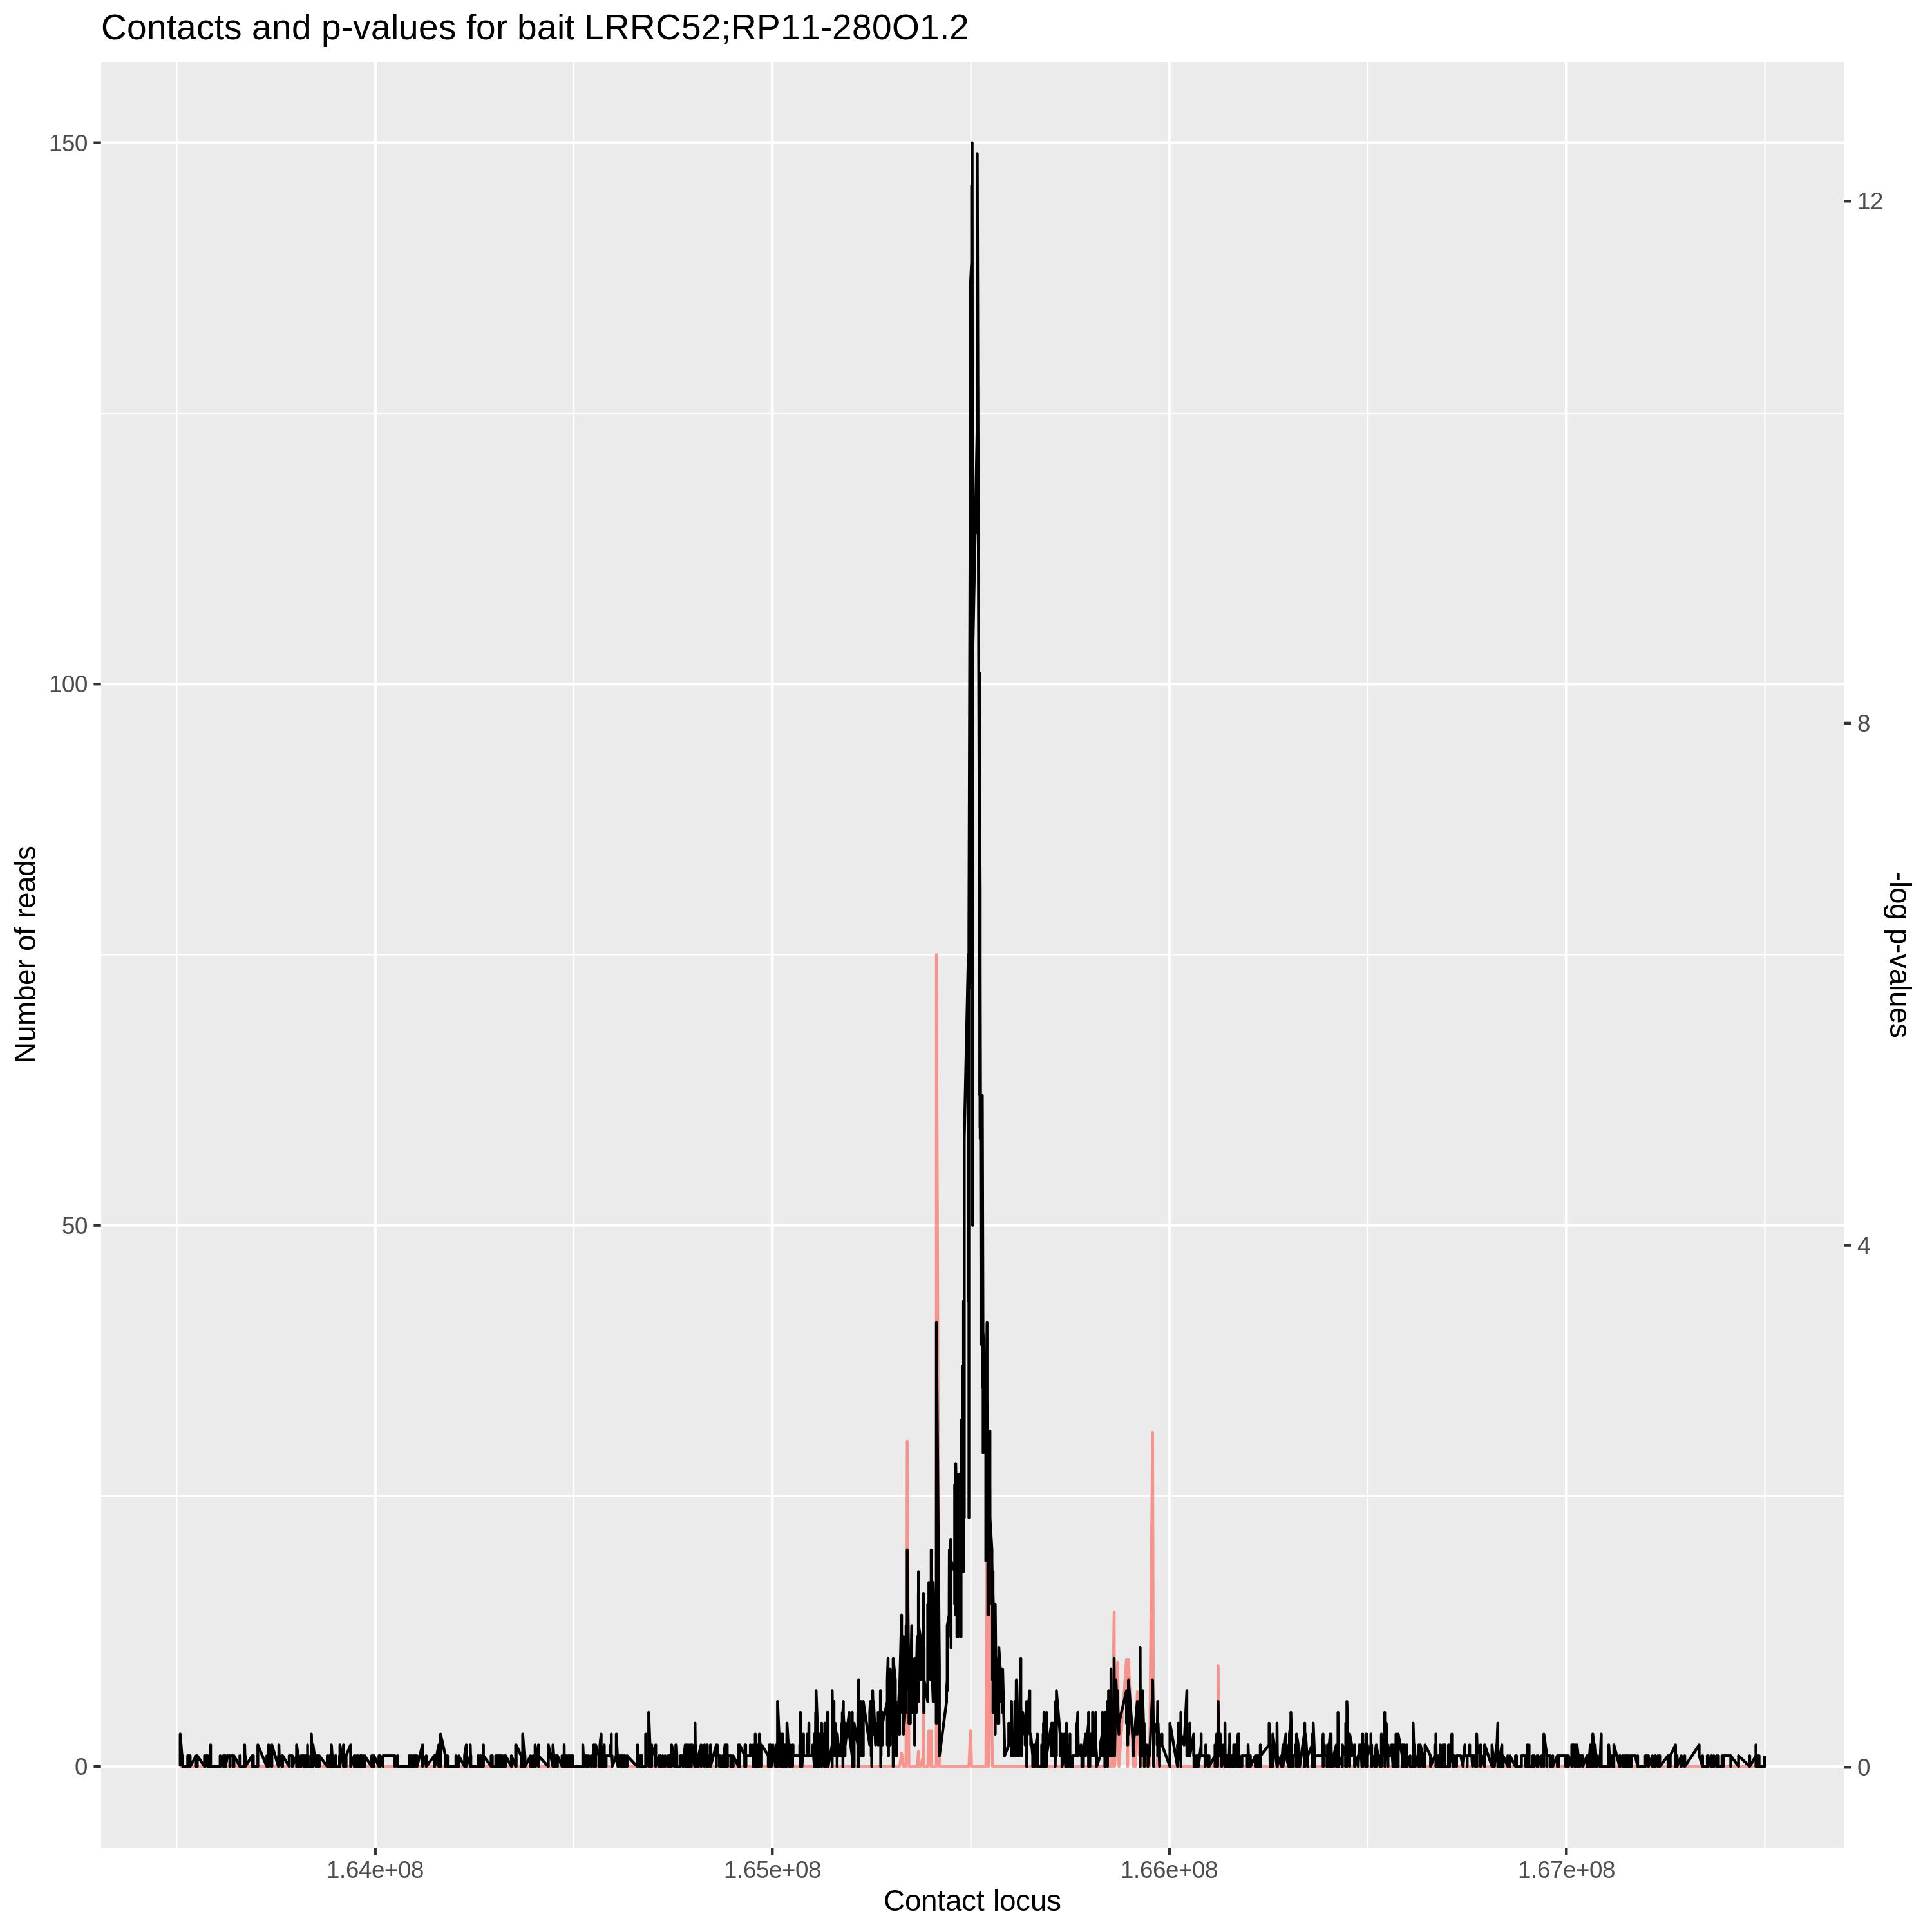 Contacts and p-values for bait LRRC52;RP11-280O1.2
150
100
50
0
Number of reads
12
8
4
0
-log p-values
1.64e+08 1.65e+08 1.66e+08 1.67e+08
Contact locus